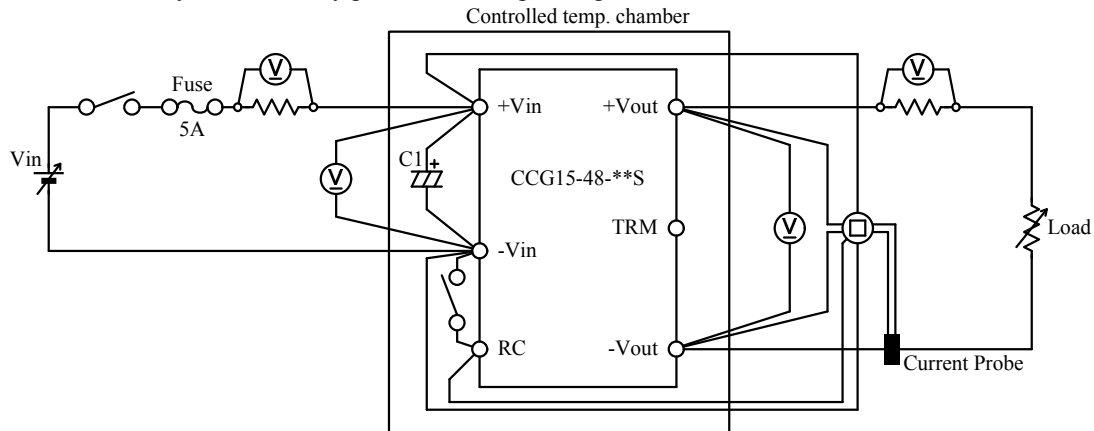 Controlled temp. chamber
Fuse
5A
Vin
V
V
C1
+
+Vin
-Vin
RC
CCG15-48-**S
+Vout
TRM
-Vout
V
V
Load
Current Probe